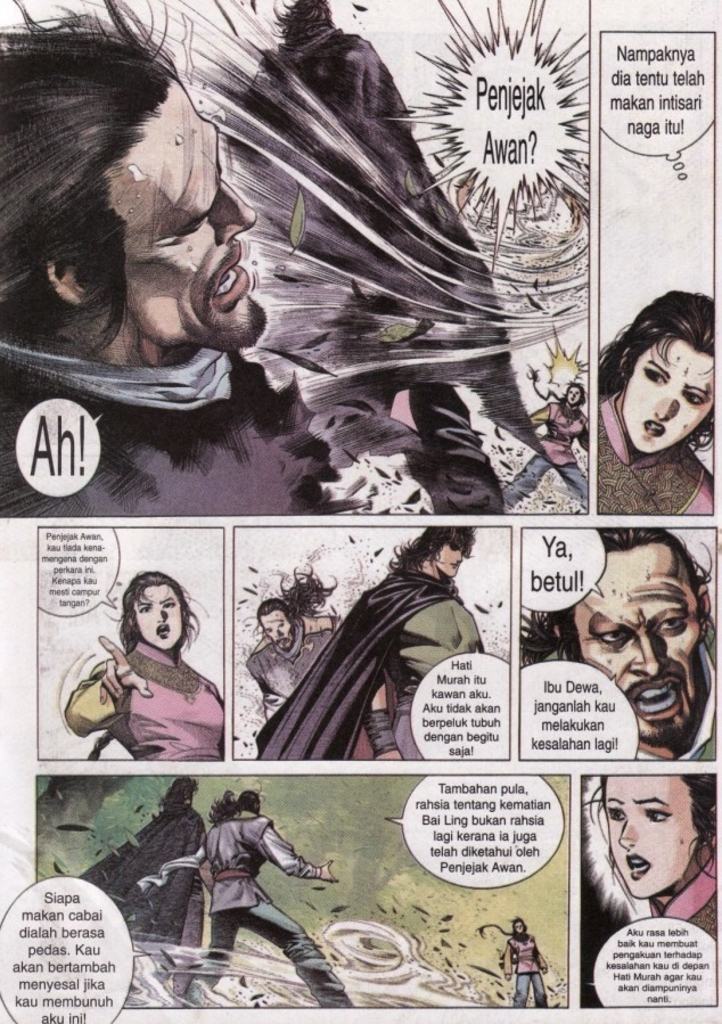 Penjejak
Awan?
Nampaknya
dia tentu telah
makan intisari
naga itu!
Ah!
Penjejak Awan,
kau tiada kena-
mengena dengan
perkara ini.
Kenapa kau
mesti campur
tangan?
Hati
Murah itu
kawan aku.
Aku tidak akan
berpeluk tubuh
dengan begitu
saja!
Ya,
betul!
Ibu Dewa,
janganlah kau
melakukan
kesalahan lagi!
Tambahan pula,
rahsia tentang kematian
Bai Ling bukan rahsia
lagi kerana ia juga
telah diketahui oleh
Penjejak Awan.
Siapa
makan cabai
dialah berasa
pedas. Kau
akan bertambah
menyesal jika
kau membunuh
aku ini!
Aku rasa lebih
baik kau membuat
pengakuan terhadap
kesalahan kau di depan
Hati Murah agar kau
akan diampuninya
nanti.